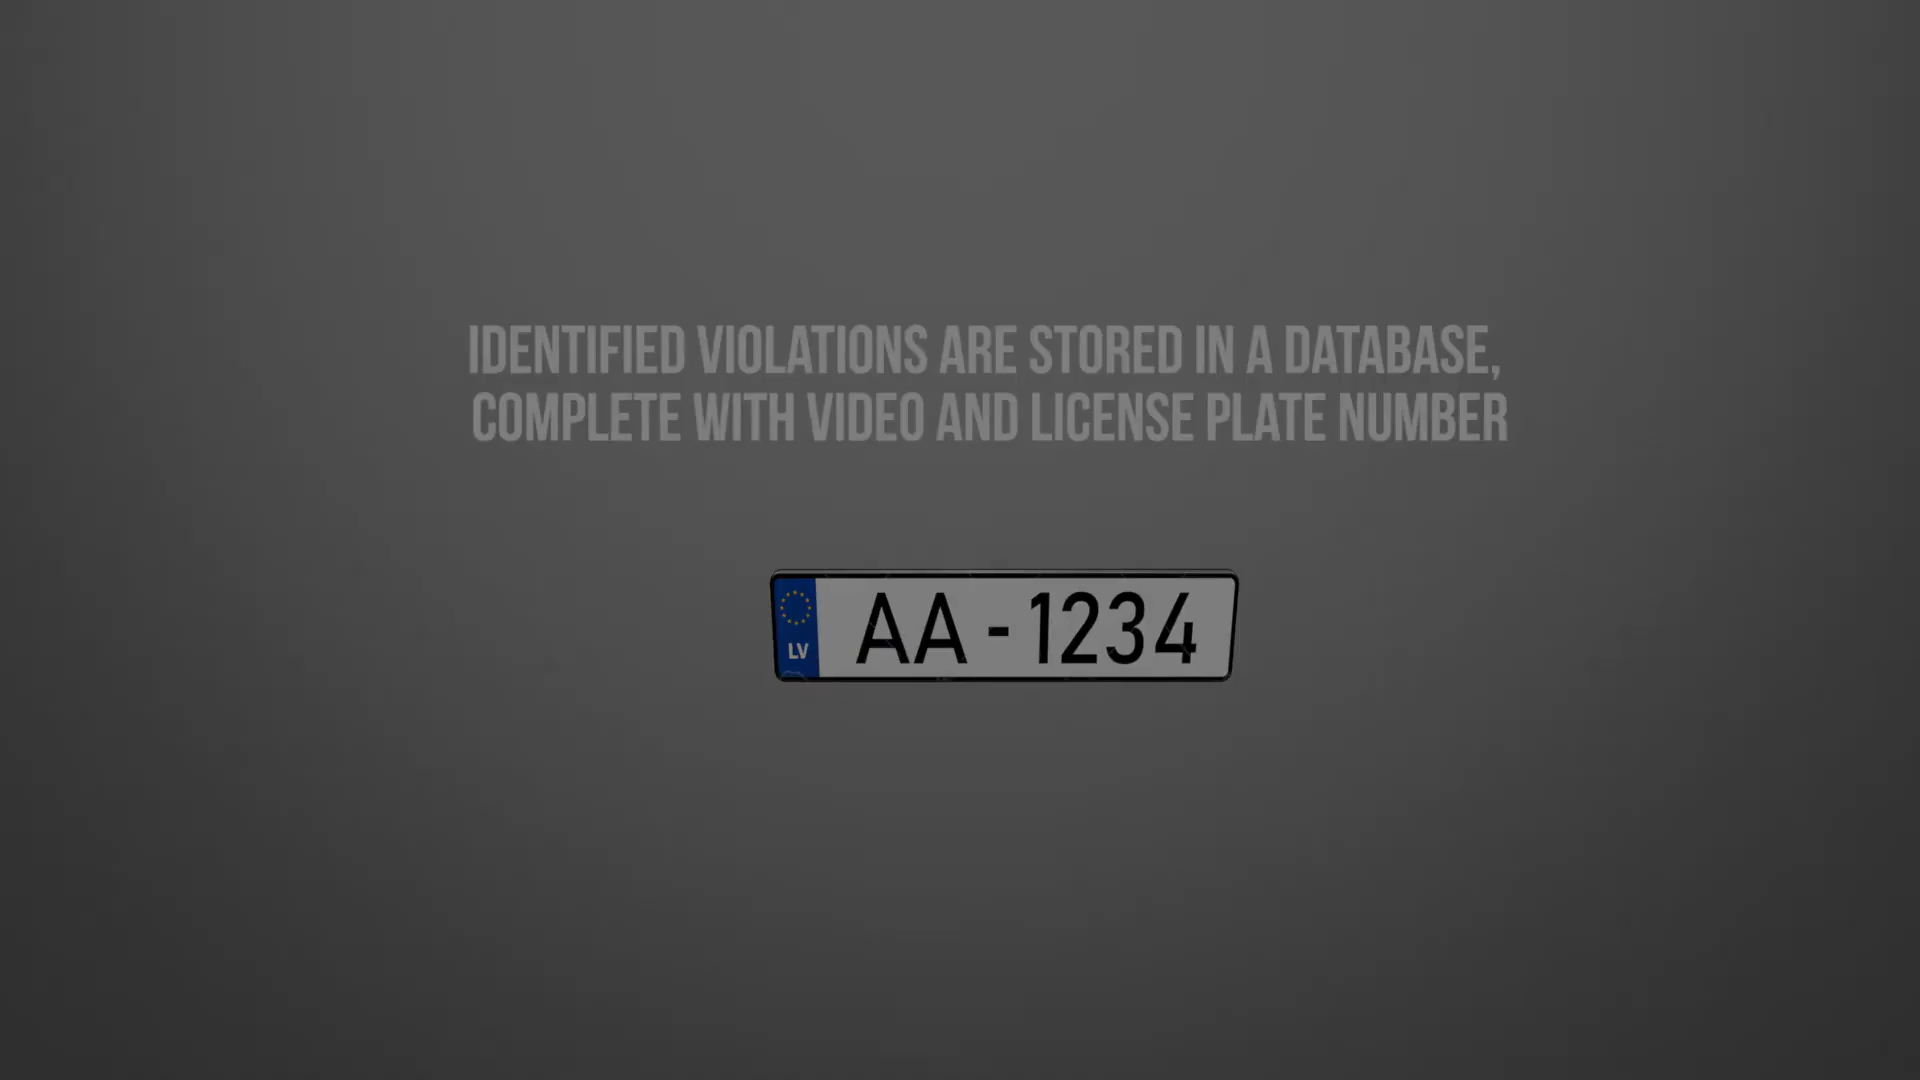 IDENTIFIED VIOLATIONS ARE STORED IN A DATABASE,
COMPLETE WITH VIDEO AND LICENSE PLATE NUMBER
LV
AA - 1234